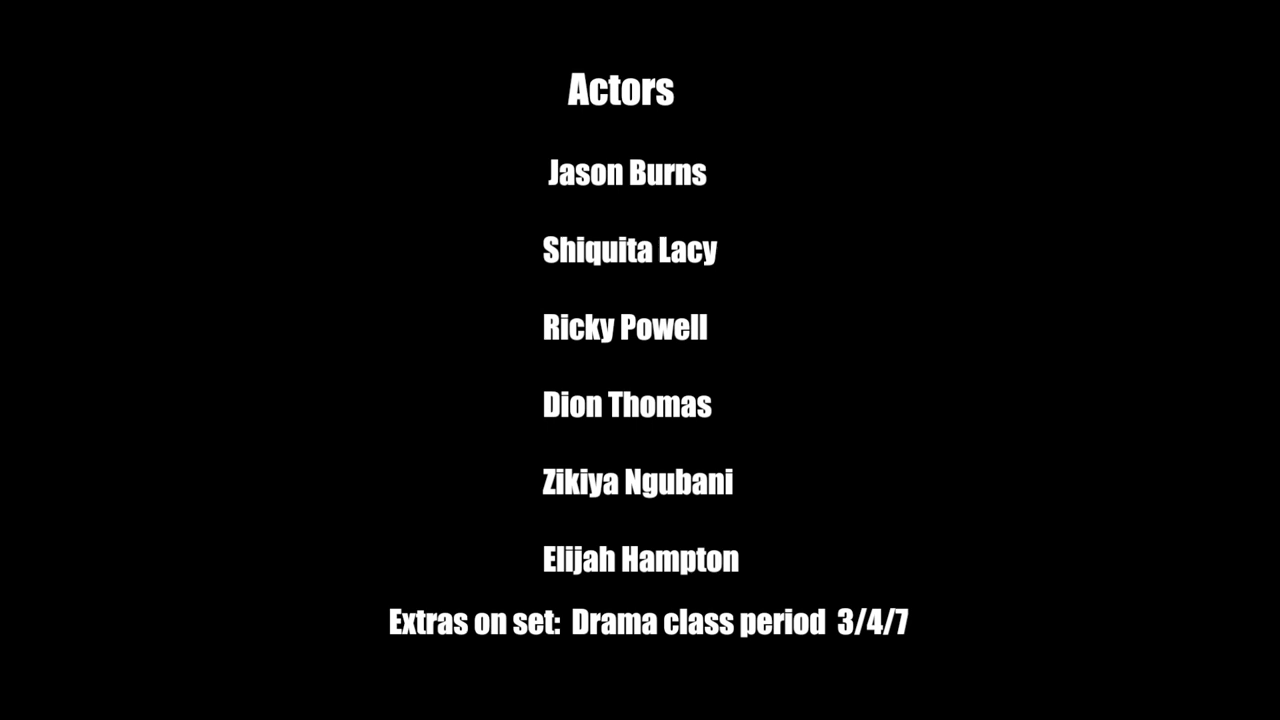 Actors
Jason Burns
Shiquita Lacy
Ricky Powell
Dion Thomas
Zikiya Ngubani
Elijah Hampton
Extras on set:  Drama class period  3/4/7